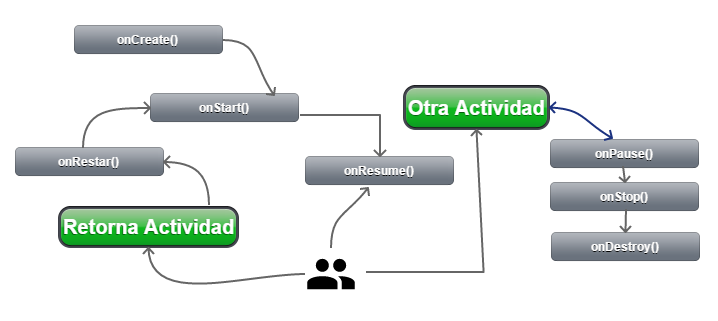 onCreate()
onStart()
Otra Actividad
onRestar()
onPause()
onResume()
onStop()
Retorna Actividad
onDestroy()